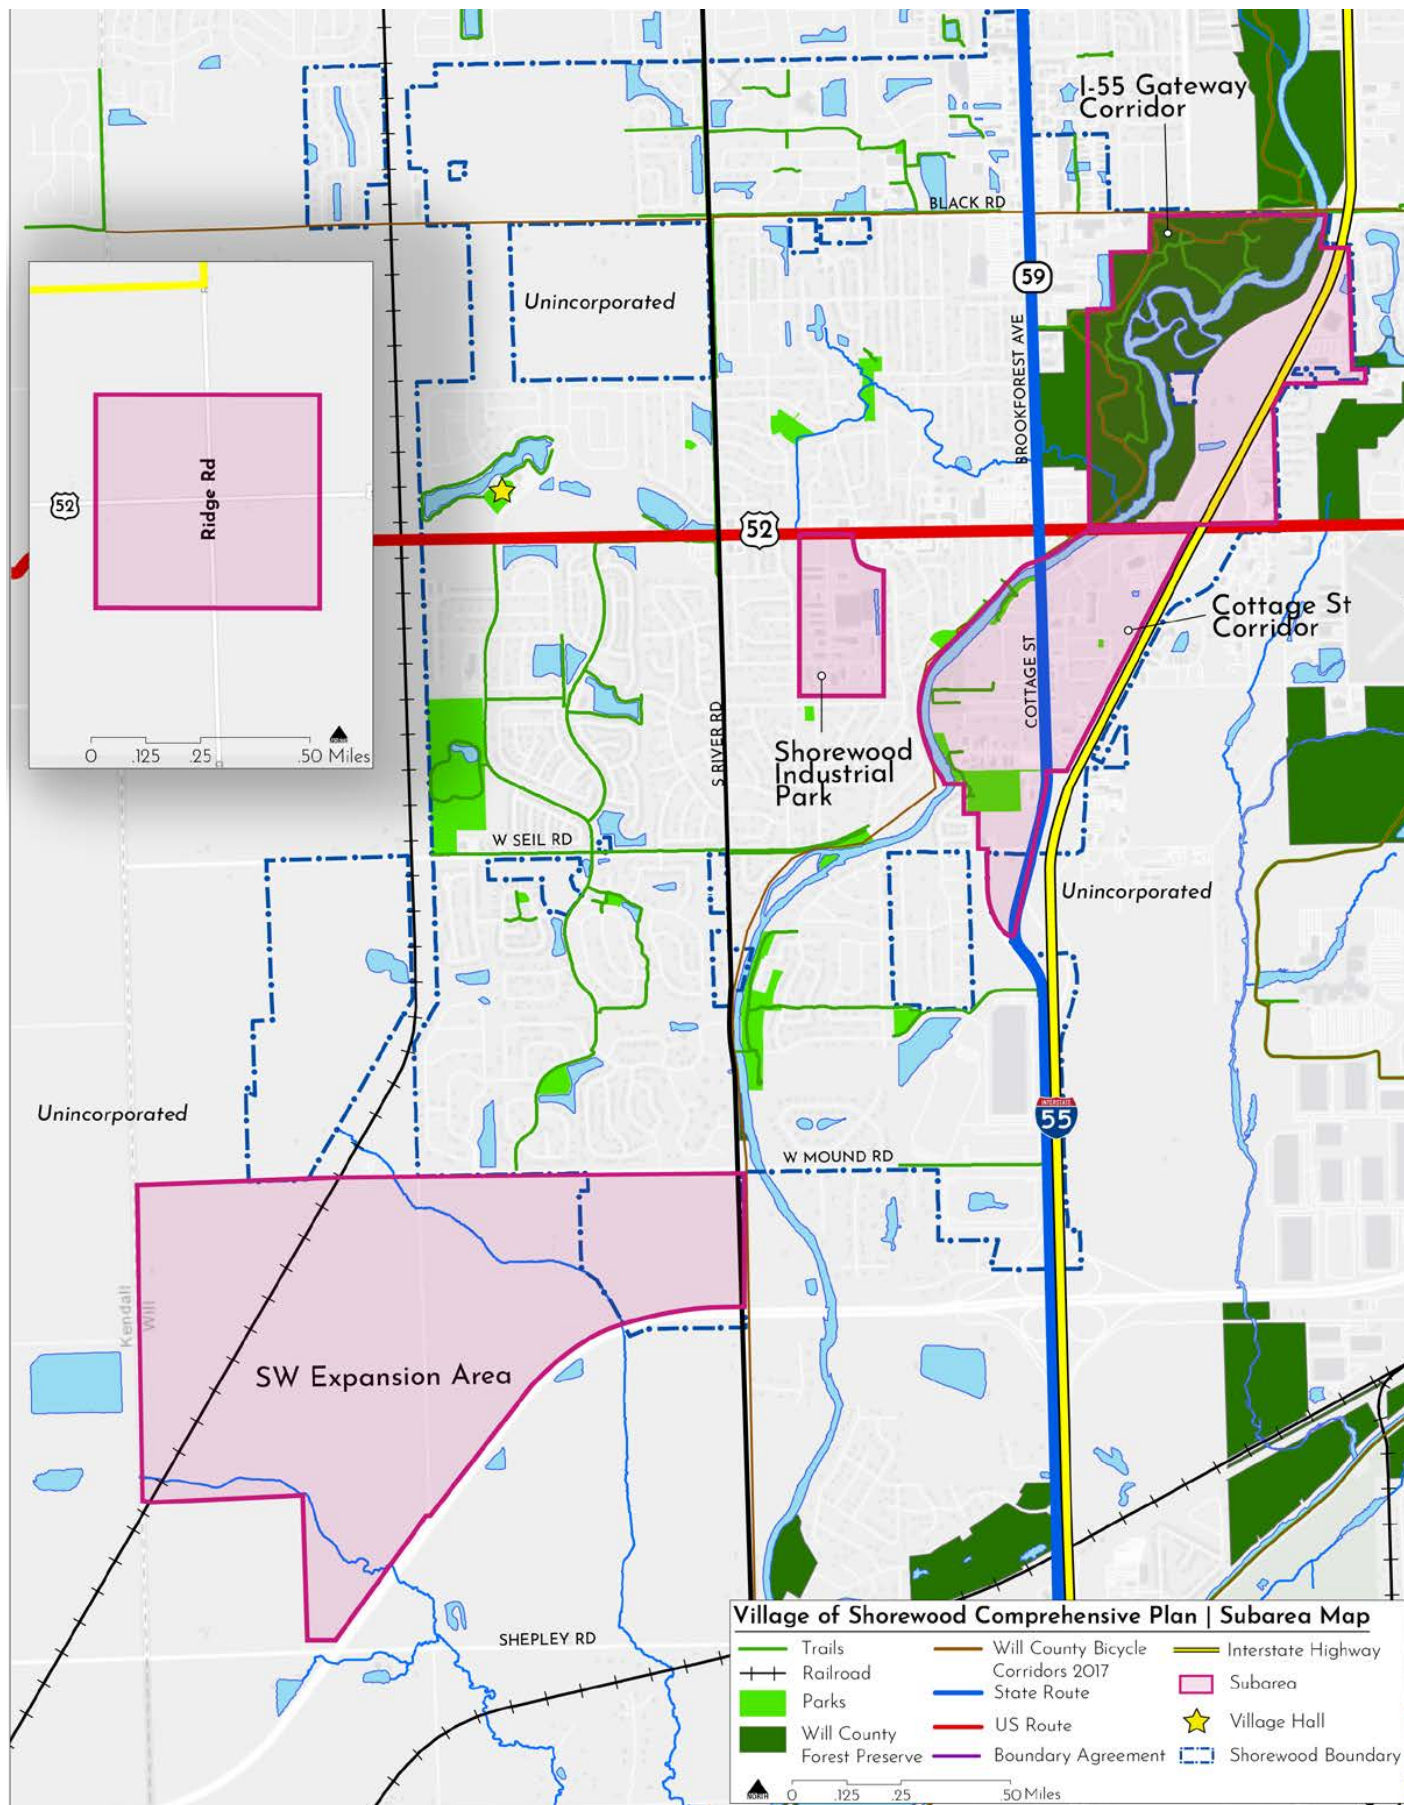 I-55 Gateway
Corridor
BLACK RD
59
Unincorporated
BROOKFOREST AVE
Ridge Rd
52
0 .125 .25 .50 Miles
52
Cottage St
Corridor
COTTAGE ST
S RIVER RD
Shorewood
Industrial
Park
W SEIL RD
Unincorporated
Unincorporated
INTERSTATE
55
W MOUND RD
Kendall
Will
SW Expansion Area
SHEPLEY RD
Village of Shorewood Comprehensive Plan | Subarea Map
Trails
Railroad
Parks
Will County
Forest Preserve
Will County Bicycle
Corridors 2017
State Route
US Route
Boundary Agreement
Interstate Highway
Subarea
Village Hall
Shorewood Boundary
NORTH
0 .125 .25 .50 Miles